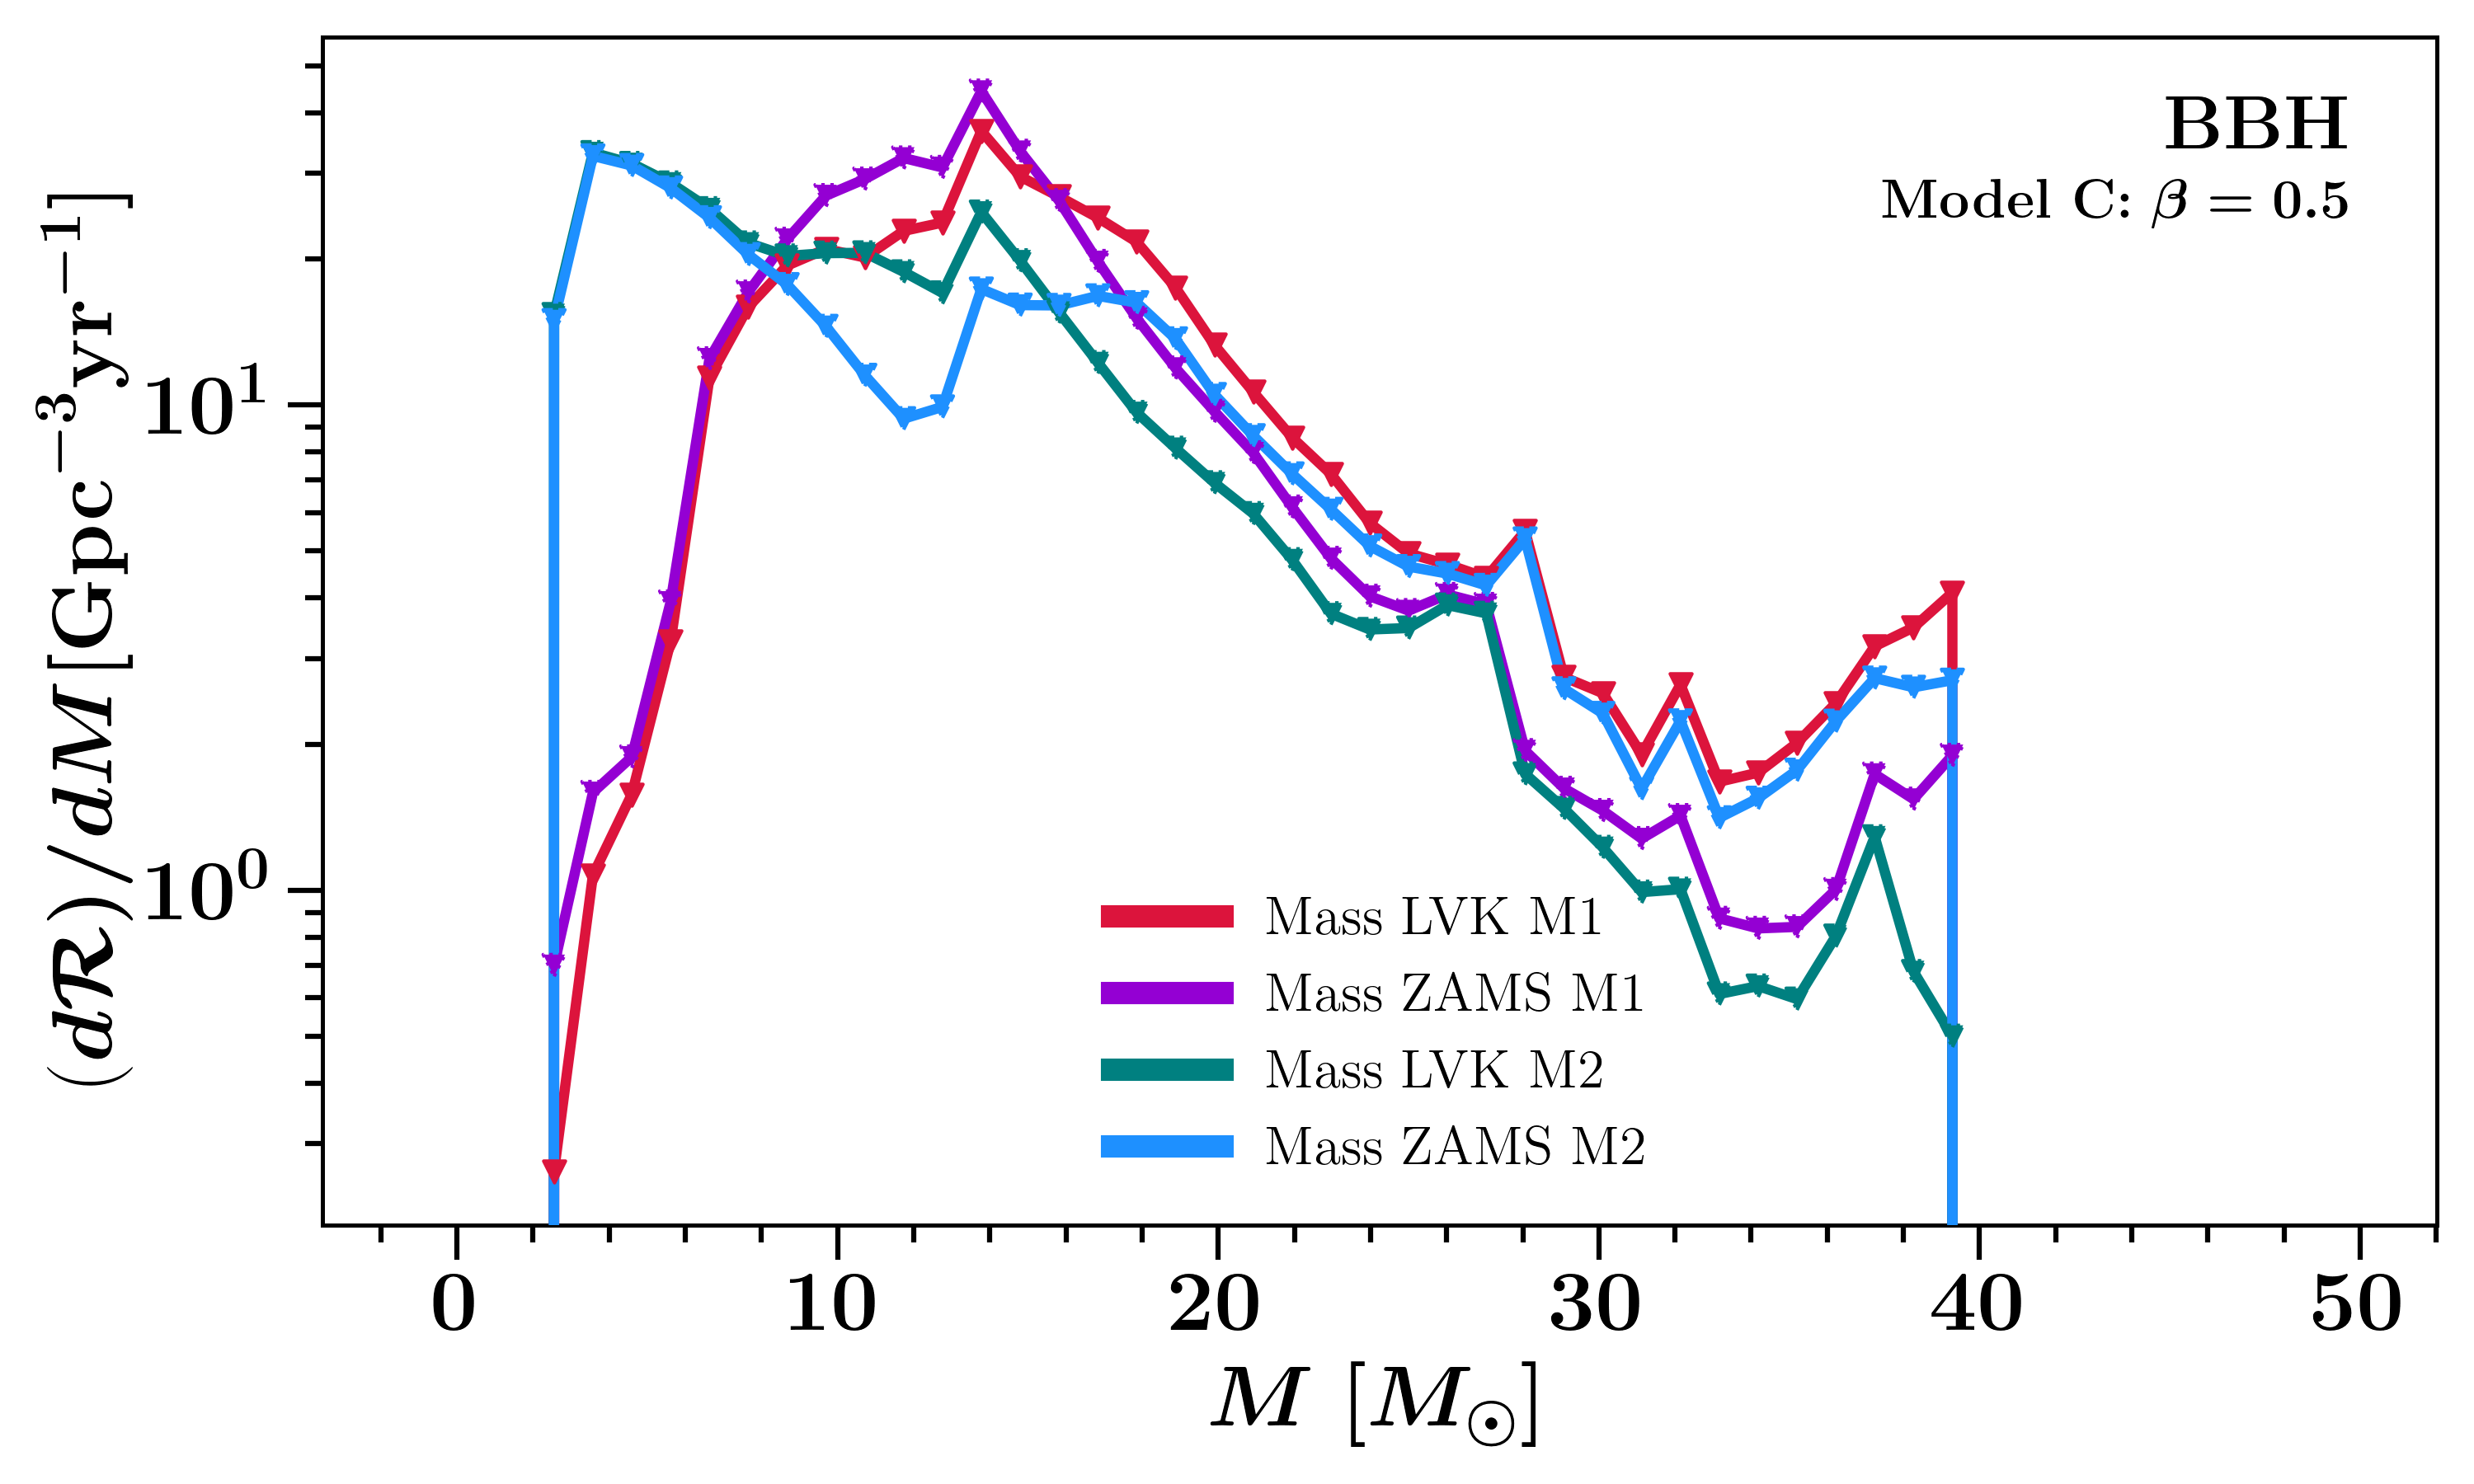 BBH
Model C: β = 0.5
(dℛ)//dM[Gpc⁻³yr⁻¹]
10¹
10⁰
Mass LVK M1
Mass ZAMS M1
Mass LVK M2
Mass ZAMS M2
0 10 20 30 40 50
M [M⊙]